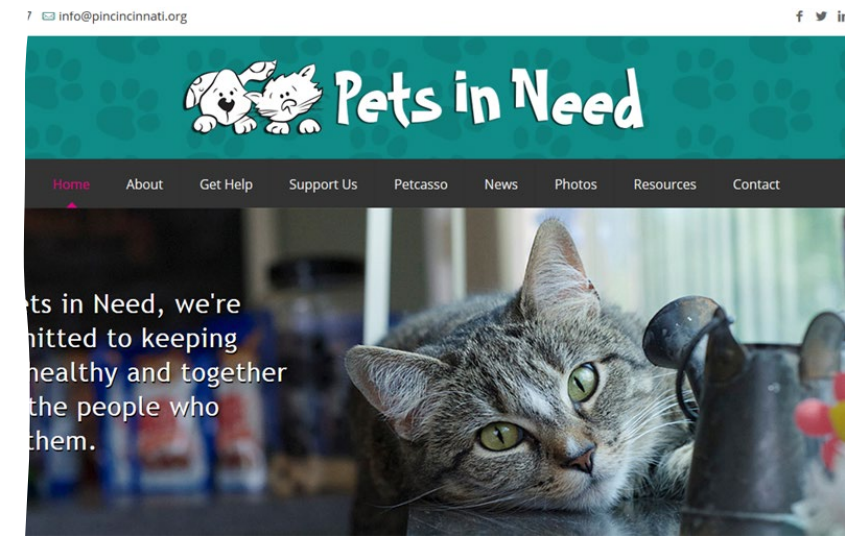 7 info@pincincinnati.org
Pets in Need
Home About Get Help Support Us Petcasso News Photos Resources Contact
ets in Need, we're
nitted to keeping
healthy and together
the people who
them.